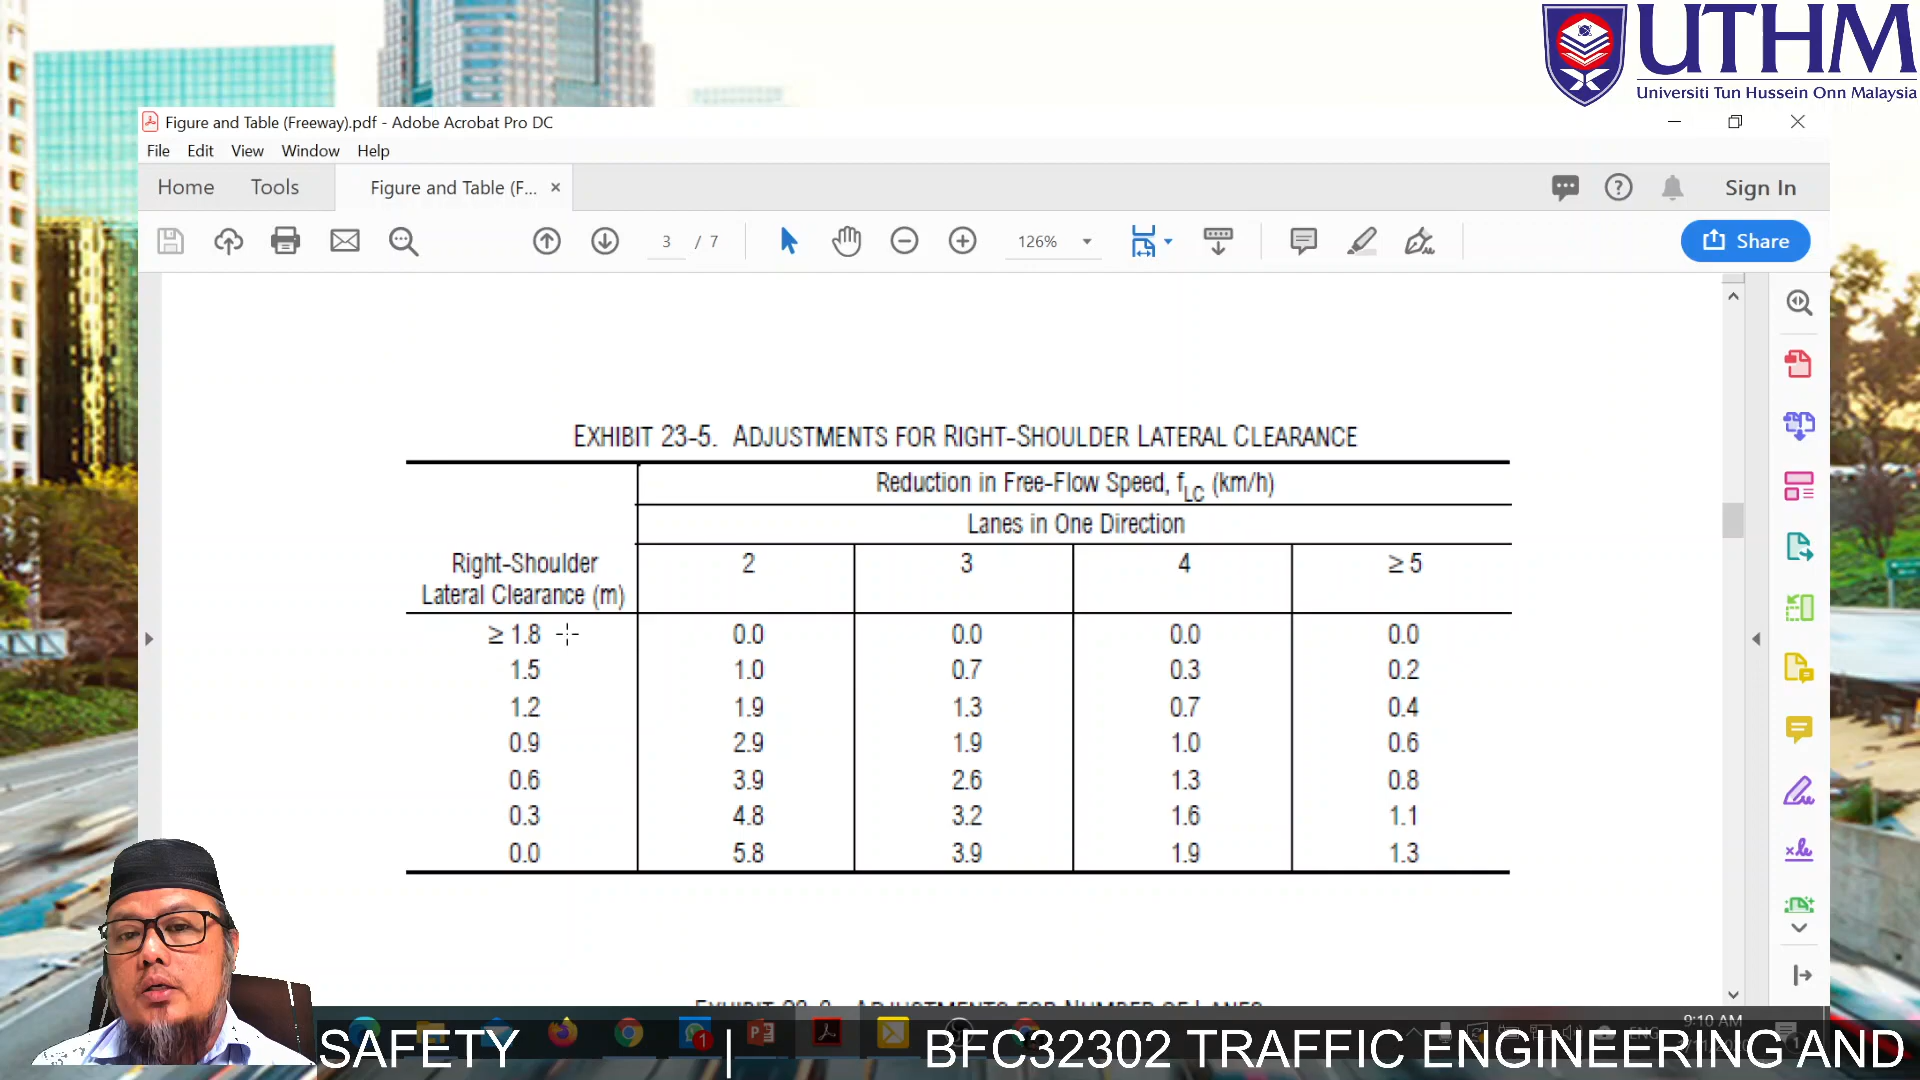 UTHM
Universiti Tun Hussein Onn Malaysia
Figure and Table (Freeway).pdf - Adobe Acrobat Pro DC
File Edit View Window Help
Home Tools Figure and Table (F... ×
Sign In
3 / 7
126%
Share
EXHIBIT 23-5. ADJUSTMENTS FOR RIGHT-SHOULDER LATERAL CLEARANCE
Reduction in Free-Flow Speed, fLC (km/h)
Lanes in One Direction
Right-Shoulder
Lateral Clearance (m)
2 3 4 ≥ 5
≥ 1.8 0.0 0.0 0.0 0.0
1.5 1.0 0.7 0.3 0.2
1.2 1.9 1.3 0.7 0.4
0.9 2.9 1.9 1.0 0.6
0.6 3.9 2.6 1.3 0.8
0.3 4.8 3.2 1.6 1.1
0.0 5.8 3.9 1.9 1.3
9:10 AM
ENG
SAFETY | BFC32302 TRAFFIC ENGINEERING AND